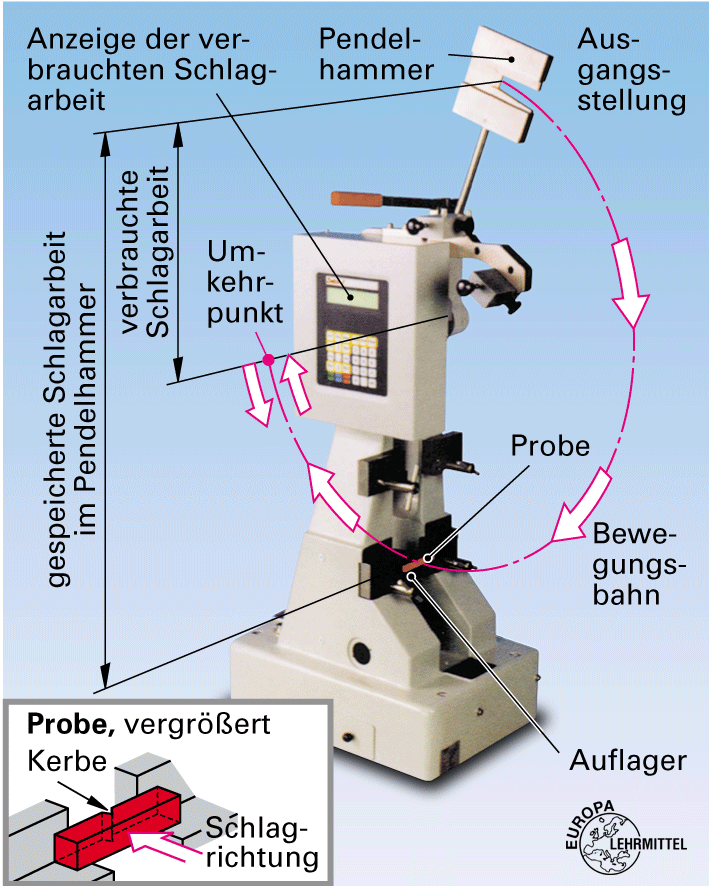 Anzeige der ver-
brauchten Schlag-
arbeit
Pendel-
hammer
Aus-
gangs-
stellung
verbrauchte
Schlagarbeit
gespeicherte Schlagarbeit
im Pendelhammer
Um-
kehr-
punkt
Probe
Bewe-
gungs-
bahn
Auflager
Probe, vergrößert
Kerbe
Schlag-
richtung
EUROPA
LEHRMITTEL